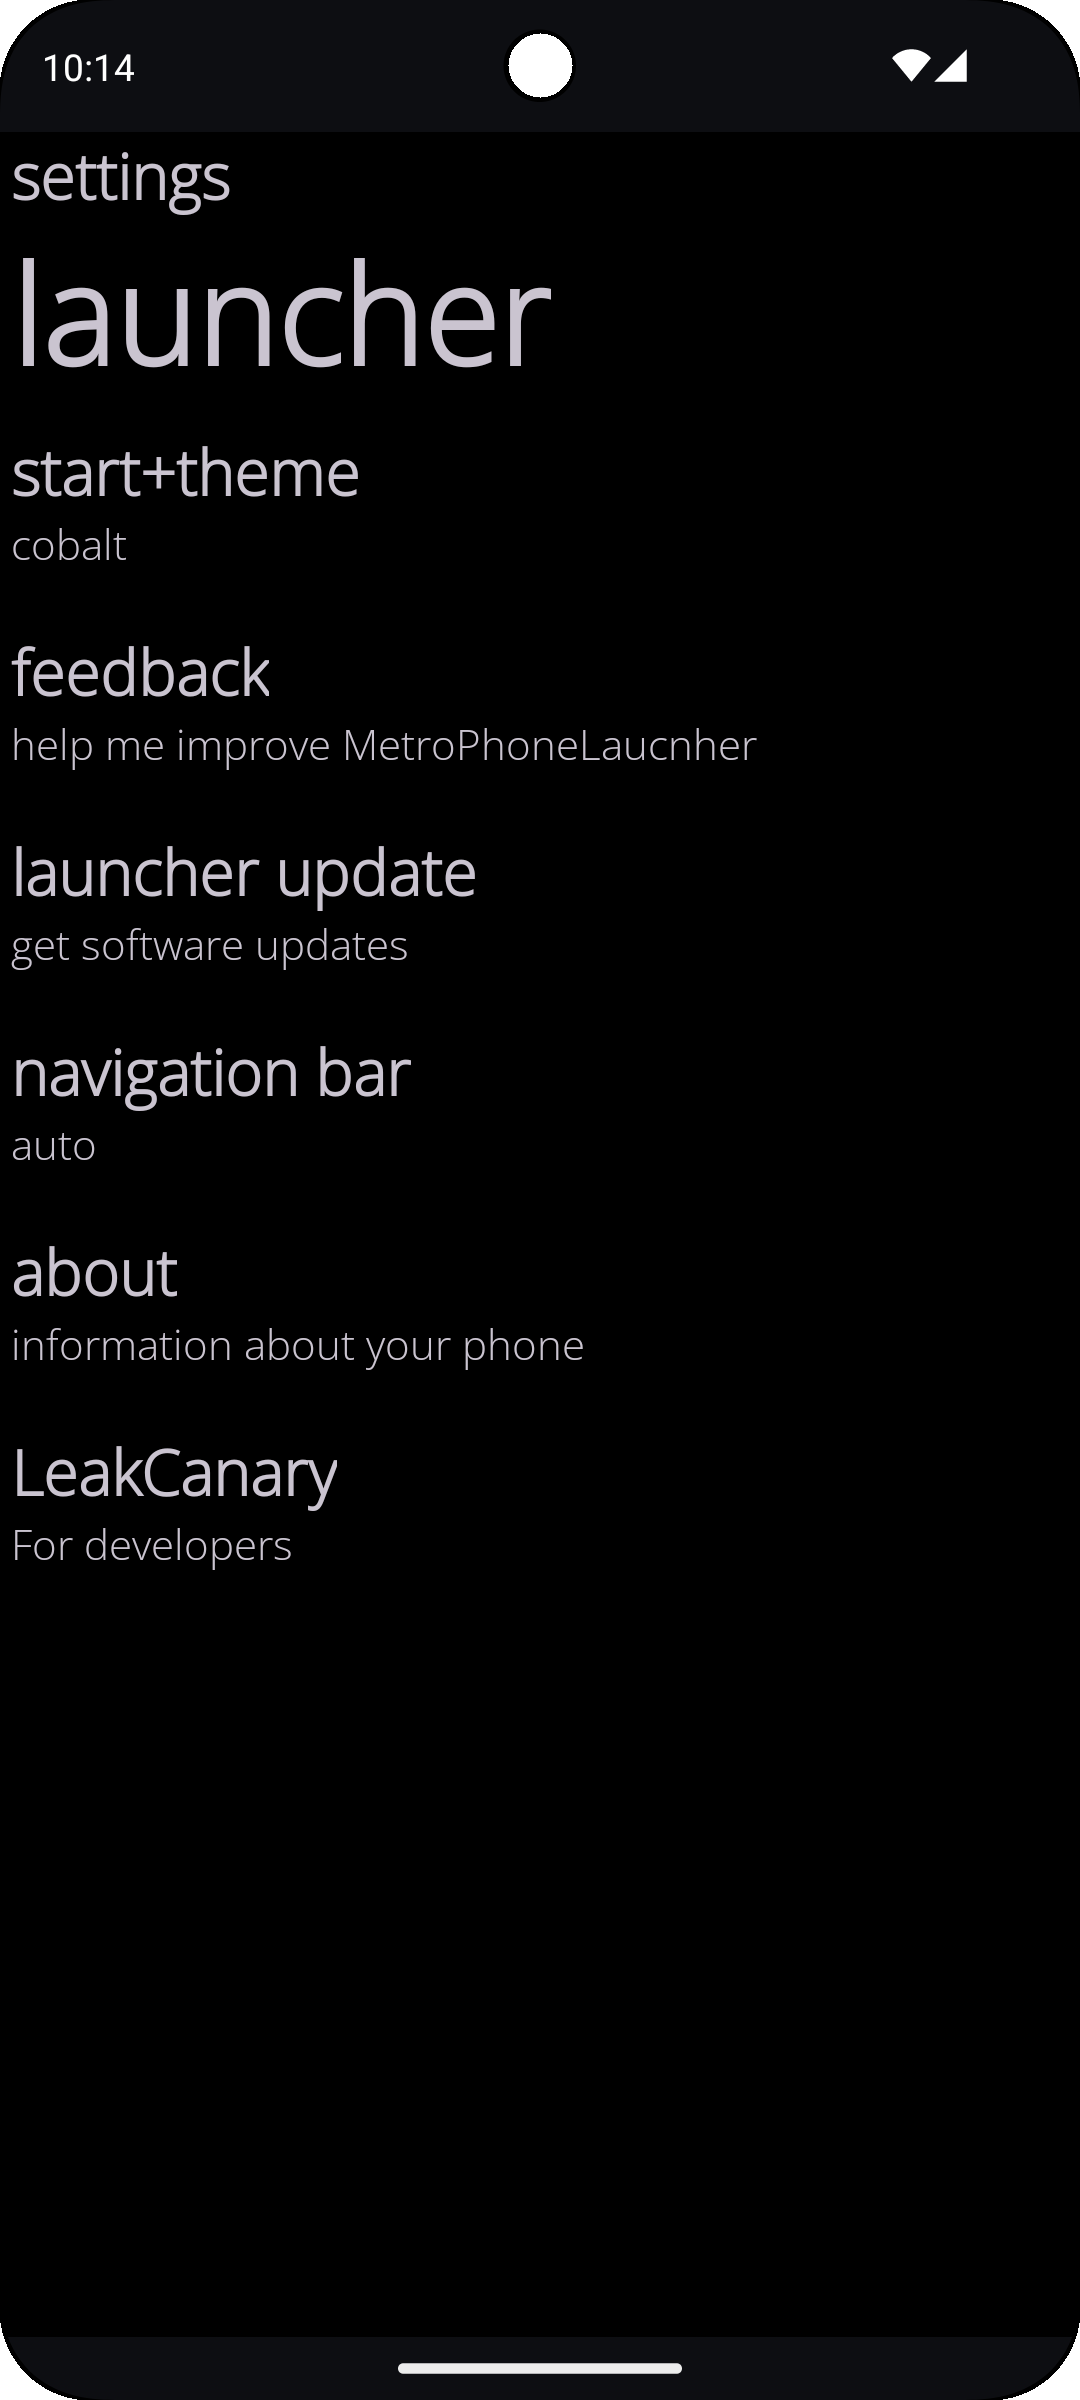 10:14
settings
launcher
start+theme
cobalt
feedback
help me improve MetroPhoneLaucnher
launcher update
get software updates
navigation bar
auto
about
information about your phone
LeakCanary
For developers